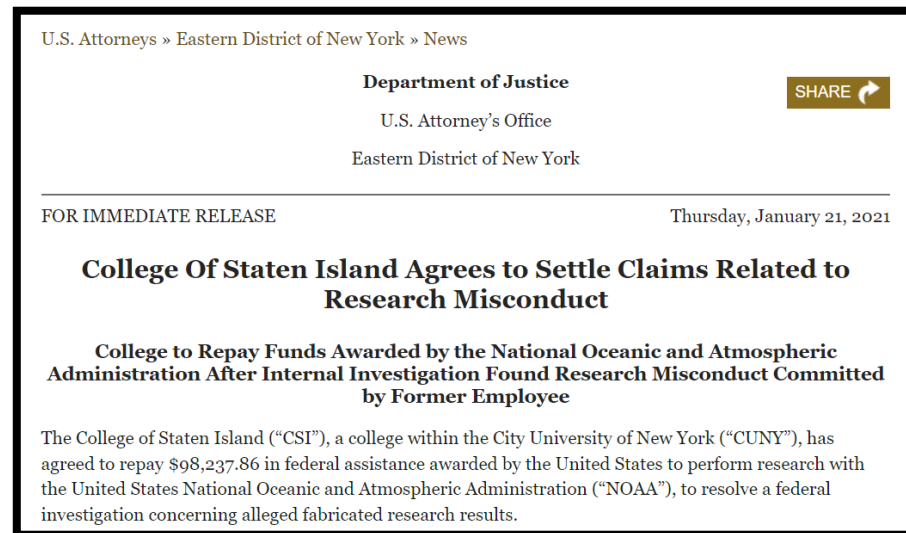 U.S. Attorneys » Eastern District of New York » News
Department of Justice
SHARE
U.S. Attorney’s Office
Eastern District of New York
FOR IMMEDIATE RELEASE Thursday, January 21, 2021
College Of Staten Island Agrees to Settle Claims Related to
Research Misconduct
College to Repay Funds Awarded by the National Oceanic and Atmospheric
Administration After Internal Investigation Found Research Misconduct Committed
by Former Employee
The College of Staten Island (“CSI”), a college within the City University of New York (“CUNY”), has
agreed to repay $98,237.86 in federal assistance awarded by the United States to perform research with
the United States National Oceanic and Atmospheric Administration (“NOAA”), to resolve a federal
investigation concerning alleged fabricated research results.